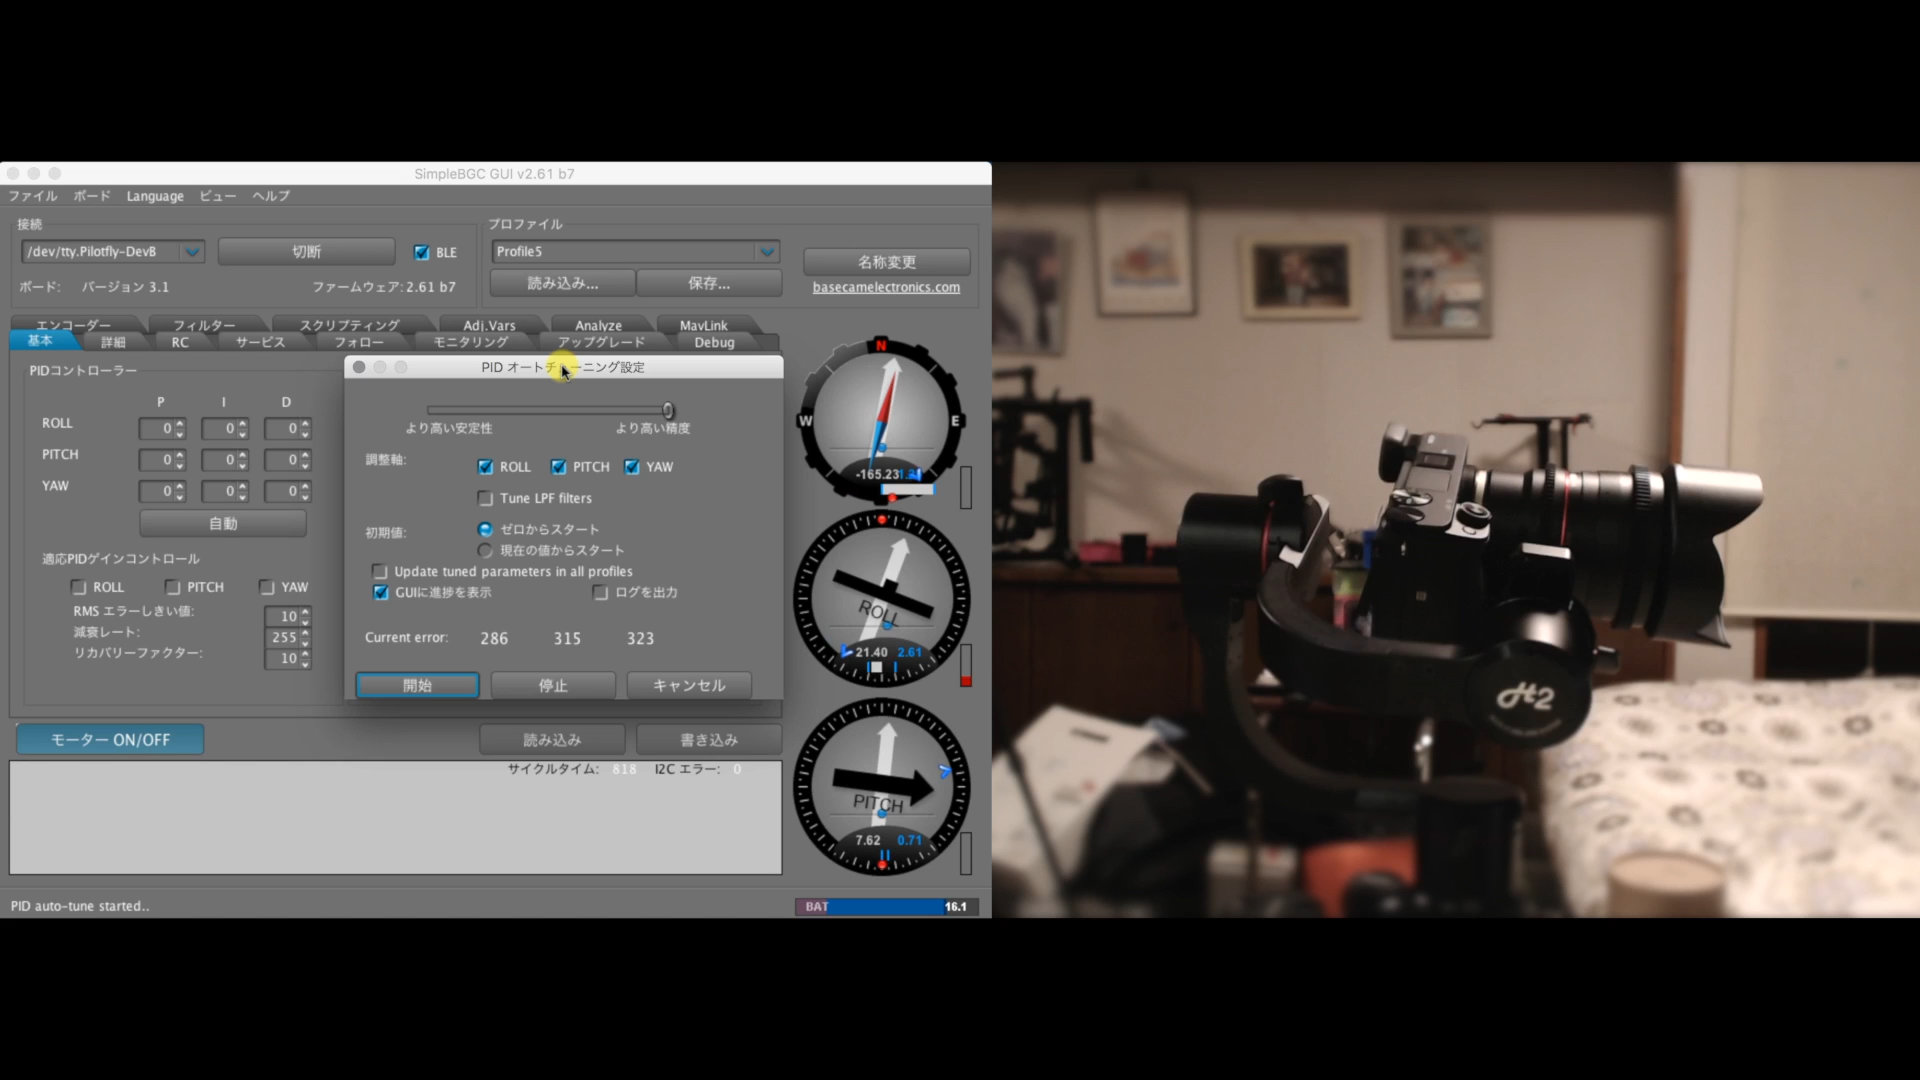 SimpleBGC GUI v2.61 b7
ファイル ボード Language ビュー ヘルプ
接続
/dev/tty.Pilotfly-DevB 切断 BLE
ボード: バージョン 3.1 ファームウェア: 2.61 b7
プロファイル
Profile5
読み込み... 保存...
名称変更
basecamelectronics.com
エンコーダー フィルター スクリプティング Adj.Vars Analyze MavLink
基本 詳細 RC サービス フォロー モニタリング アップグレード Debug
PIDコントローラー
P I D
ROLL 0 0 0
PITCH 0 0 0
YAW 0 0 0
自動
適応PIDゲインコントロール
ROLL PITCH YAW
RMS エラーしきい値: 10
減衰レート: 255
リカバリーファクター: 10
PID オートチューニング設定
より高い安定性 より高い精度
調整軸: ROLL PITCH YAW
Tune LPF filters
初期値: ゼロからスタート
現在の値からスタート
Update tuned parameters in all profiles
GUIに進捗を表示 ログを出力
Current error: 286 315 323
開始 停止 キャンセル
モーター ON/OFF 読み込み 書き込み
サイクルタイム: 818 I2C エラー: 0
N
W E
-165.23
ROLL
21.40 2.61
PITCH
7.62 0.71
PID auto-tune started..
BAT 16.1
H2